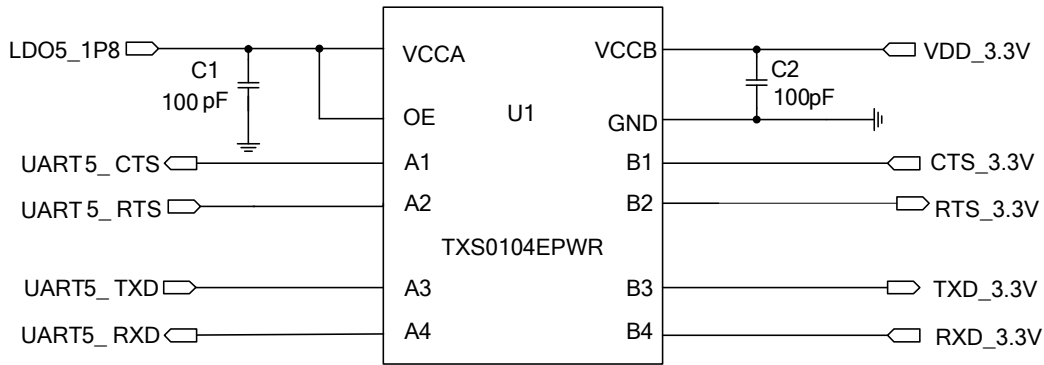 LDO5_1P8
C1
100 pF
UART5_ CTS
UART5_ RTS
UART5_ TXD
UART5_ RXD
VCCA
OE
A1
A2
A3
A4
U1
TXS0104EPWR
VCCB
GND
B1
B2
B3
B4
VDD_3.3V
C2
100pF
CTS_3.3V
RTS_3.3V
TXD_3.3V
RXD_3.3V